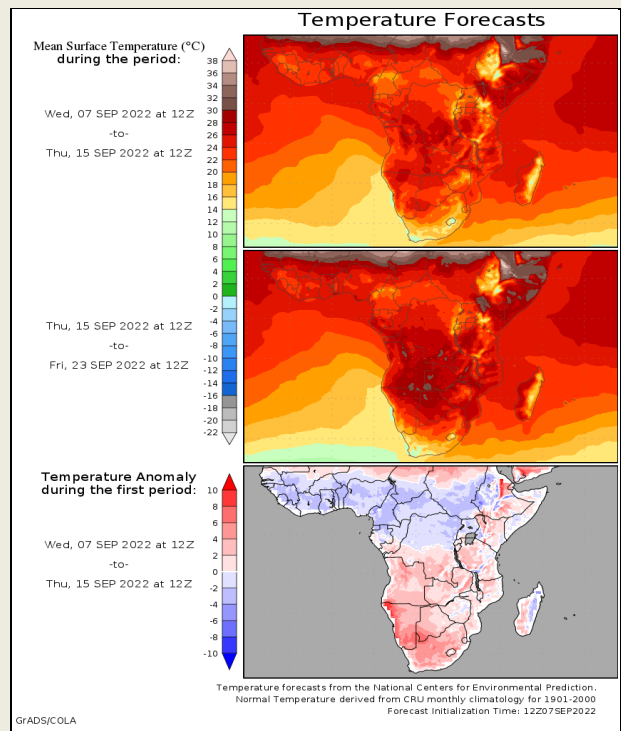 Temperature Forecasts
Mean Surface Temperature (°C)
during the period:
Wed, 07 SEP 2022 at 12Z
-to-
Thu, 15 SEP 2022 at 12Z
38
36
34
32
30
28
26
24
22
20
18
16
14
12
10
8
6
4
2
0
-2
-4
-6
-8
-10
-12
-14
-16
-18
-20
-22
Thu, 15 SEP 2022 at 12Z
-to-
Fri, 23 SEP 2022 at 12Z
Temperature Anomaly
during the first period:
Wed, 07 SEP 2022 at 12Z
-to-
Thu, 15 SEP 2022 at 12Z
10
8
6
4
2
0
-2
-4
-6
-8
-10
Temperature forecasts from the National Centers for Environmental Prediction.
Normal Temperature derived from CRU monthly climatology for 1901-2000
Forecast Initialization Time: 12Z07SEP2022
GrADS/COLA